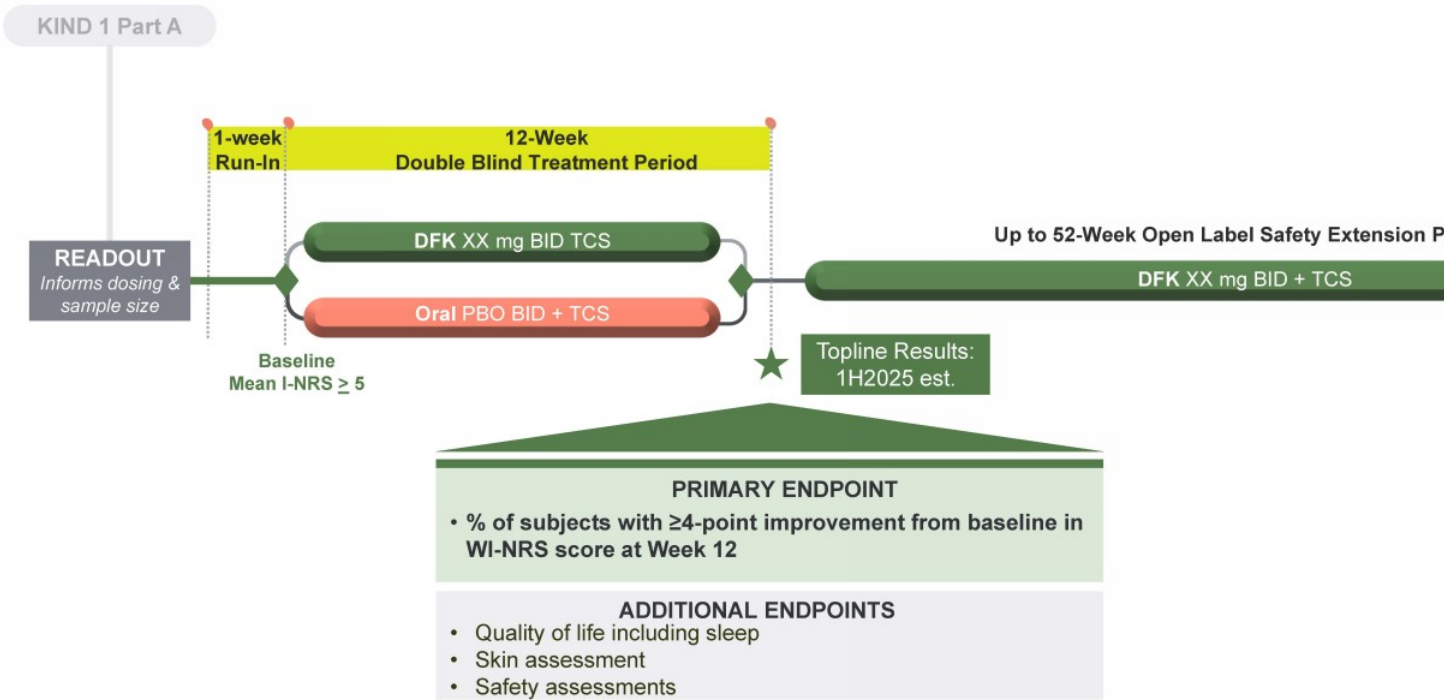 KIND 1 Part A
1-week
Run-In
12-Week
Double Blind Treatment Period
READOUT
Informs dosing &
sample size
DFK XX mg BID TCS
Oral PBO BID + TCS
Baseline
Mean I-NRS ≥ 5
Up to 52-Week Open Label Safety Extension P
DFK XX mg BID + TCS
Topline Results:
1H2025 est.
PRIMARY ENDPOINT
• % of subjects with ≥4-point improvement from baseline in
WI-NRS score at Week 12
ADDITIONAL ENDPOINTS
• Quality of life including sleep
• Skin assessment
• Safety assessments